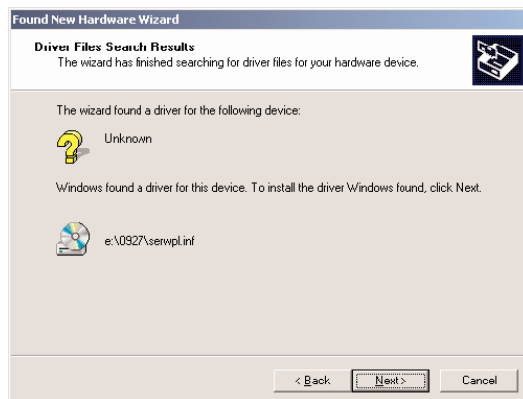 Found New Hardware Wizard
Driver Files Search Results
The wizard has finished searching for driver files for your hardware device.
The wizard found a driver for the following device:
Unknown
Windows found a driver for this device. To install the driver Windows found, click Next.
e:\0927\serwpl.inf
< Back
Next >
Cancel